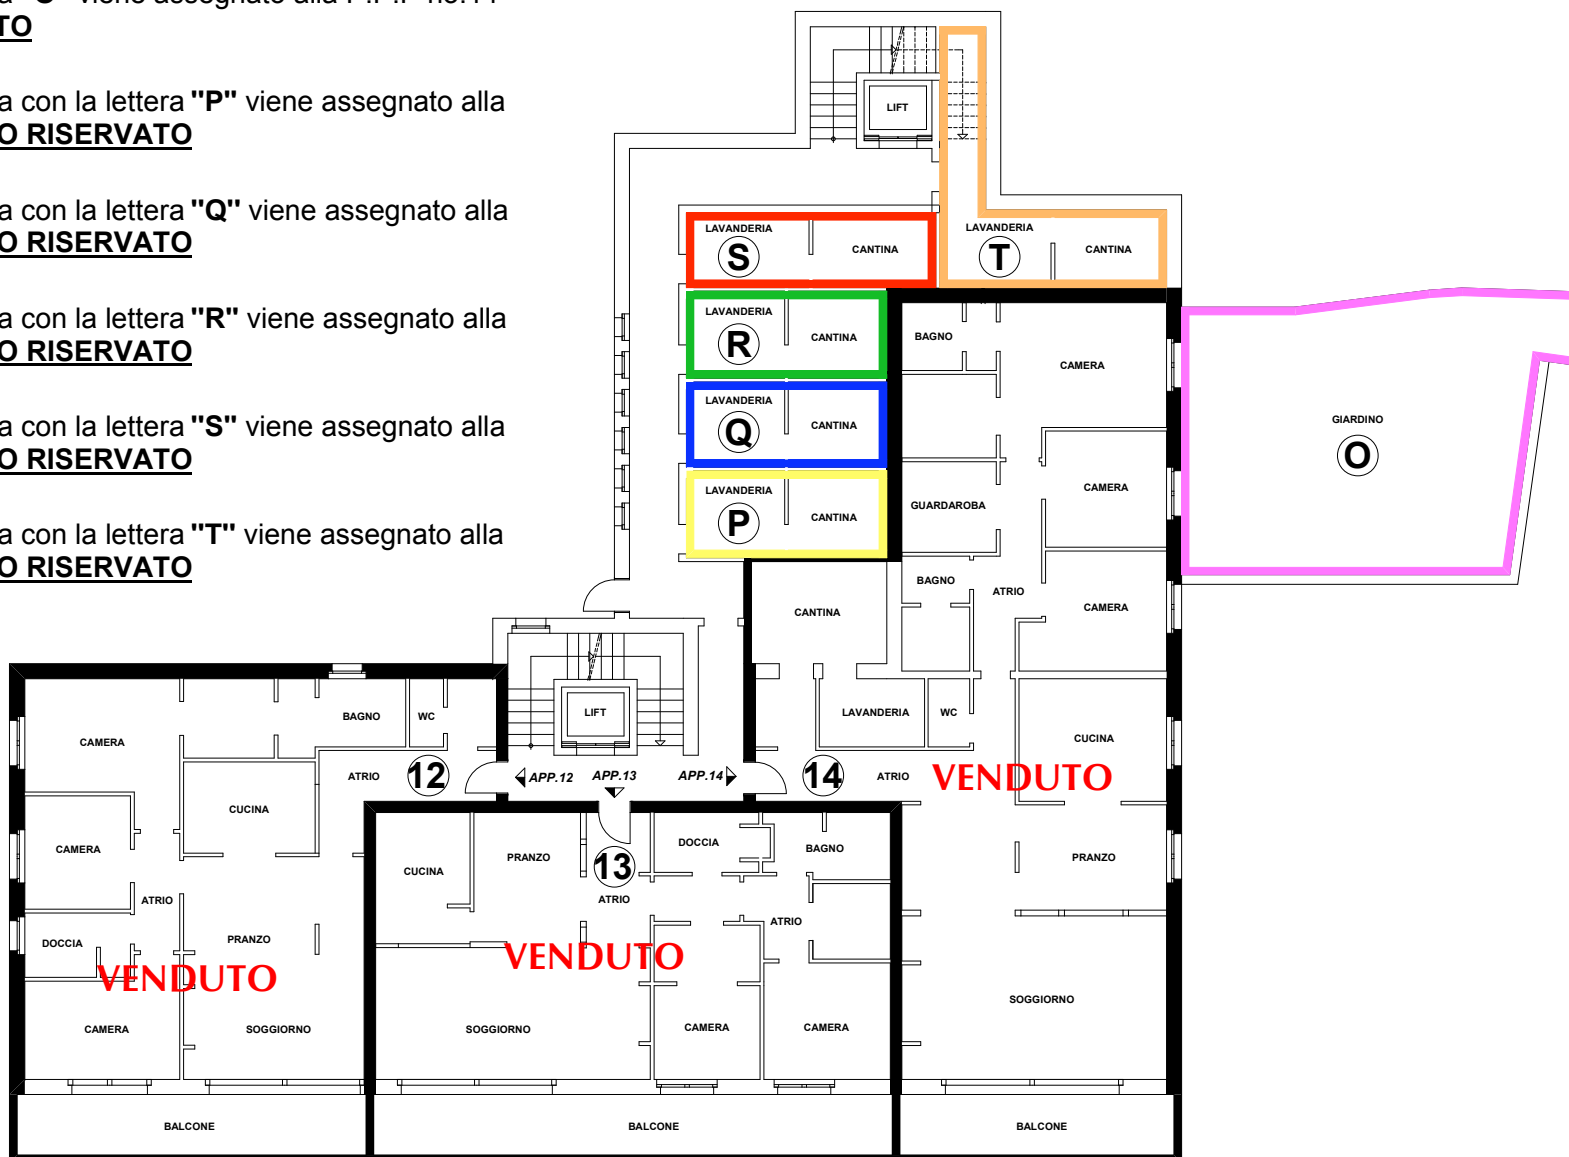 a "O" viene assegnato alla P.P.P no.14
TO
a con la lettera "P" viene assegnato alla
O RISERVATO
a con la lettera "Q" viene assegnato alla
O RISERVATO
a con la lettera "R" viene assegnato alla
O RISERVATO
a con la lettera "S" viene assegnato alla
O RISERVATO
a con la lettera "T" viene assegnato alla
O RISERVATO
LIFT
LAVANDERIA
S
CANTINA
LAVANDERIA
T
CANTINA
LAVANDERIA
R
CANTINA
LAVANDERIA
Q
CANTINA
LAVANDERIA
P
CANTINA
BAGNO
CAMERA
GUARDAROBA
CAMERA
BAGNO
ATRIO
CAMERA
GIARDINO
O
CANTINA
LAVANDERIA
WC
CUCINA
14
ATRIO
VENDUTO
PRANZO
SOGGIORNO
BALCONE
LIFT
APP.12
APP.13
APP.14
CAMERA
BAGNO
WC
ATRIO
12
CUCINA
CAMERA
ATRIO
DOCCIA
PRANZO
VENDUTO
CAMERA
SOGGIORNO
BALCONE
CUCINA
PRANZO
13
ATRIO
DOCCIA
BAGNO
ATRIO
VENDUTO
SOGGIORNO
CAMERA
CAMERA
BALCONE